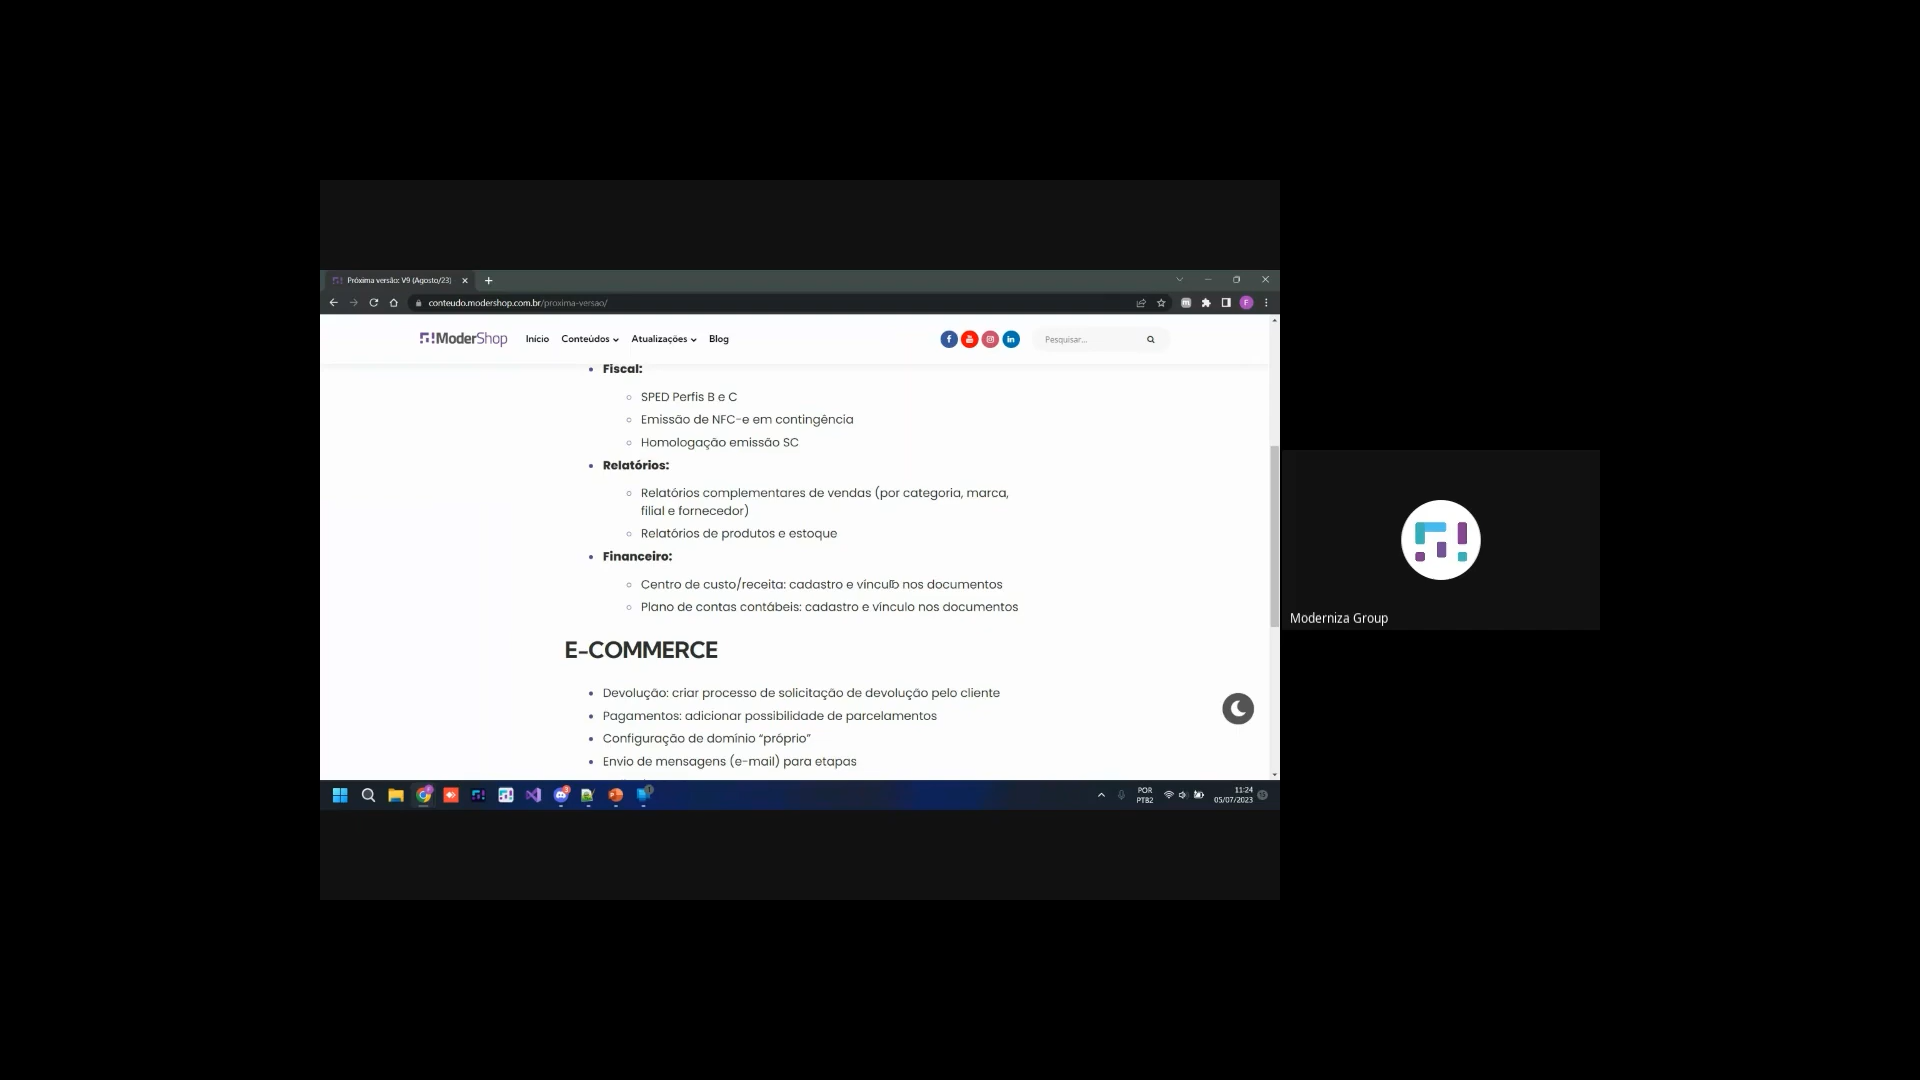 Próxima versão: V9 (Agosto/23)
conteudo.modershop.com.br/proxima-versao/
ModerShop Início Conteúdos Atualizações Blog Pesquisar...
Fiscal:
SPED Perfis B e C
Emissão de NFC-e em contingência
Homologação emissão SC
Relatórios:
Relatórios complementares de vendas (por categoria, marca,
filial e fornecedor)
Relatórios de produtos e estoque
Financeiro:
Centro de custo/receita: cadastro e vínculo nos documentos
Plano de contas contábeis: cadastro e vínculo nos documentos
E-COMMERCE
Devolução: criar processo de solicitação de devolução pelo cliente
Pagamentos: adicionar possibilidade de parcelamentos
Configuração de domínio “próprio”
Envio de mensagens (e-mail) para etapas
POR
PTB2
11:24
05/07/2023
Moderniza Group